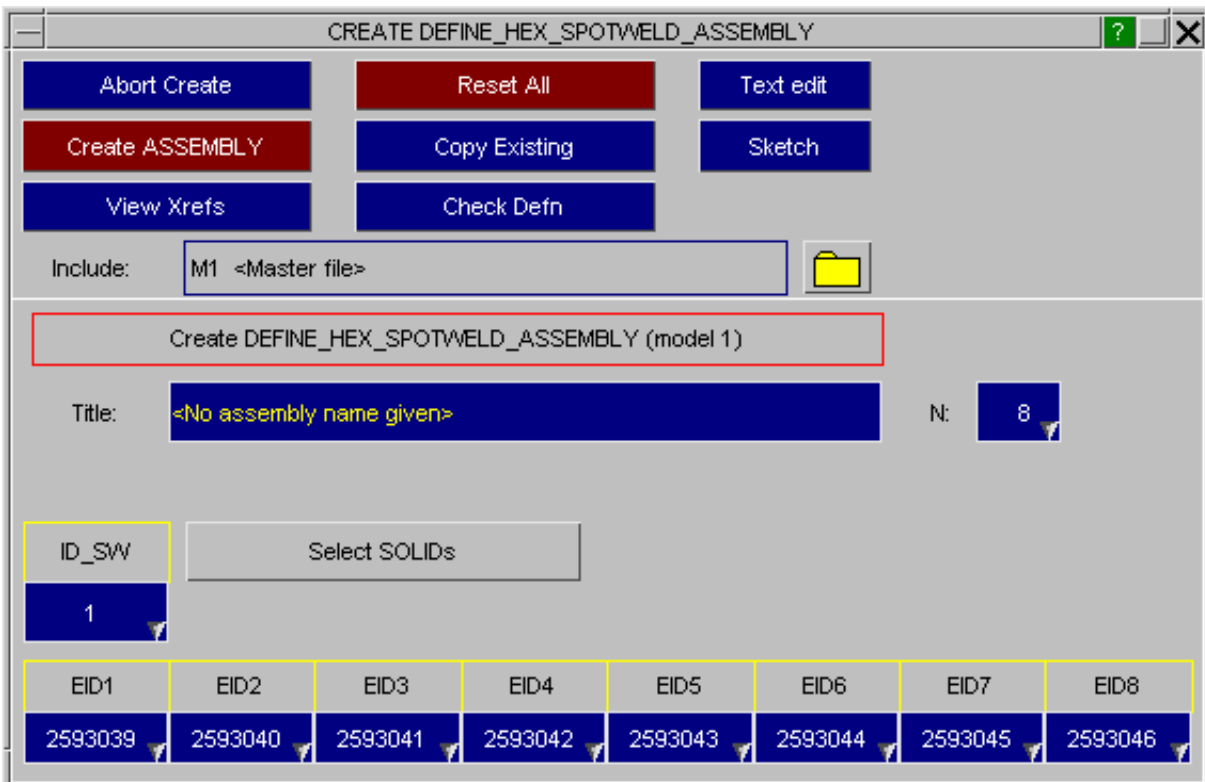 CREATE DEFINE_HEX_SPOTWELD_ASSEMBLY ?
Abort Create Reset All Text edit
Create ASSEMBLY Copy Existing Sketch
View Xrefs Check Defn
Include: M1 <Master file>
Create DEFINE_HEX_SPOTWELD_ASSEMBLY (model 1)
Title: <No assembly name given> N: 8
ID_SW Select SOLIDs
1
EID1 EID2 EID3 EID4 EID5 EID6 EID7 EID8
2593039 2593040 2593041 2593042 2593043 2593044 2593045 2593046